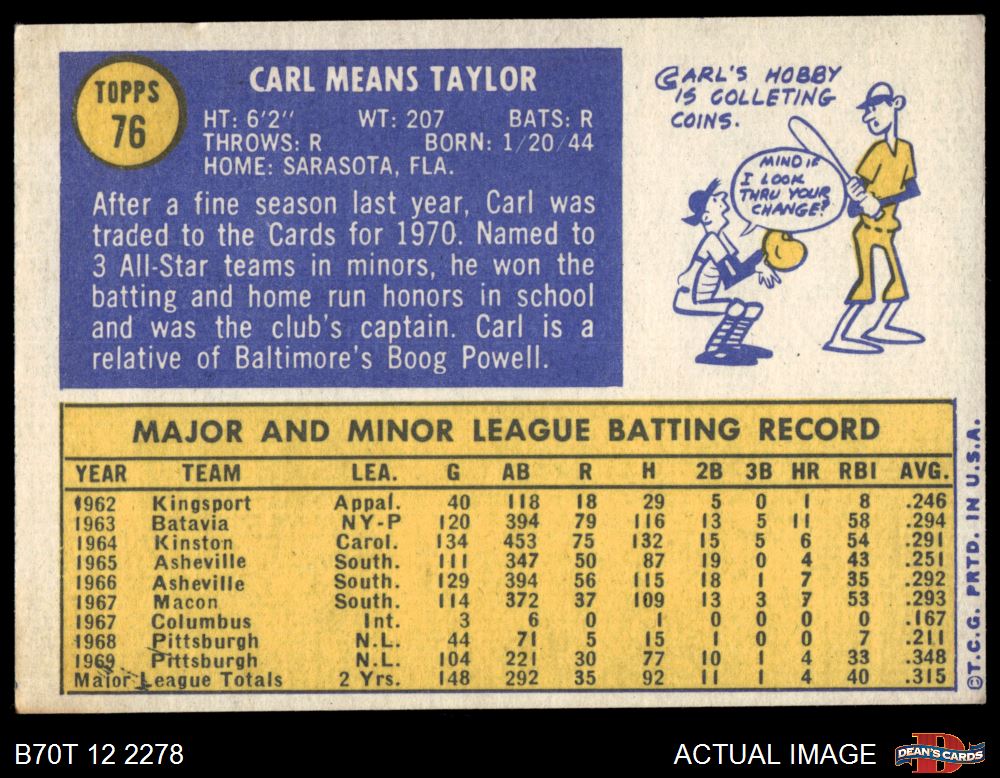 TOPPS
76
CARL MEANS TAYLOR
HT: 6'2" WT: 207 BATS: R
THROWS: R BORN: 1/20/44
HOME: SARASOTA, FLA.
After a fine season last year, Carl was
traded to the Cards for 1970. Named to
3 All-Star teams in minors, he won the
batting and home run honors in school
and was the club's captain. Carl is a
relative of Baltimore's Boog Powell.
CARL'S HOBBY
IS COLLETING
COINS.
MIND IF
I LOOK
THRU YOUR
CHANGE?
MAJOR AND MINOR LEAGUE BATTING RECORD
YEAR TEAM LEA. G AB R H 2B 3B HR RBI AVG.
1962 Kingsport Appal. 40 118 18 29 5 0 1 8 .246
1963 Batavia NY-P 120 394 79 116 13 5 11 58 .294
1964 Kinston Carol. 134 453 75 132 15 5 6 54 .291
1965 Asheville South. 111 347 50 87 19 0 4 43 .251
1966 Asheville South. 129 394 56 115 18 1 7 35 .292
1967 Macon South. 114 372 37 109 13 3 7 53 .293
1967 Columbus Int. 3 6 0 1 0 0 0 0 .167
1968 Pittsburgh N.L. 44 71 5 15 1 0 0 7 .211
1969 Pittsburgh N.L. 104 221 30 77 10 1 4 33 .348
Major League Totals 2 Yrs. 148 292 35 92 11 1 4 40 .315
©T.C.G. PRTD. IN U.S.A.
B70T 12 2278
ACTUAL IMAGE
DEAN'S CARDS